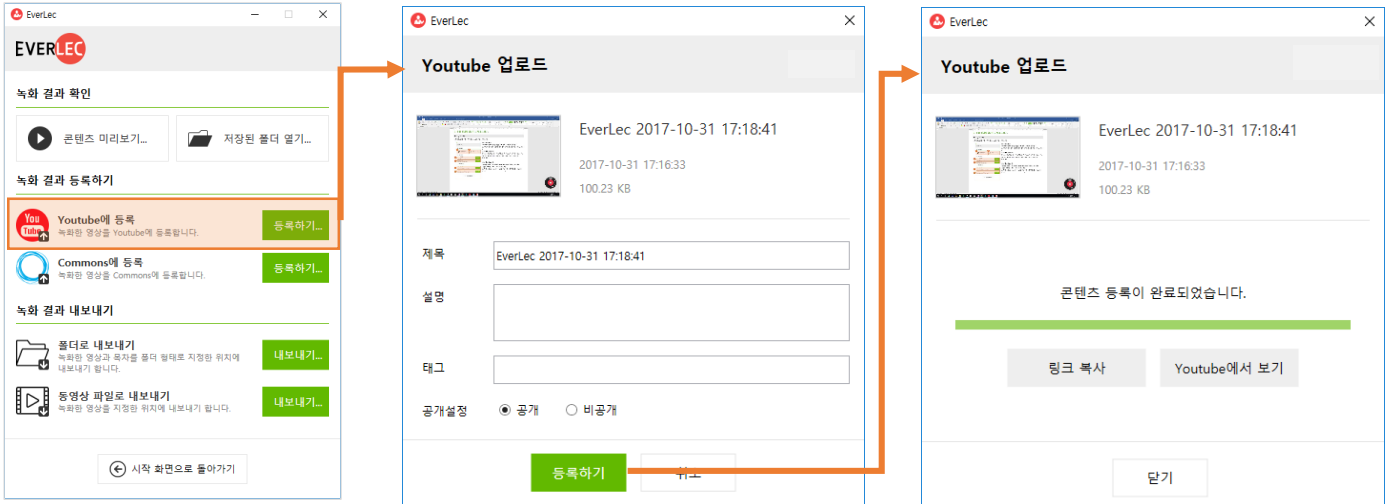 EverLec
EVERLEC
녹화 결과 확인
콘텐츠 미리보기...
저장된 폴더 열기...
녹화 결과 등록하기
You
Tube
Youtube에 등록
녹화한 영상을 Youtube에 등록합니다.
등록하기...
Commons에 등록
녹화한 영상을 Commons에 등록합니다.
등록하기...
녹화 결과 내보내기
폴더로 내보내기
녹화한 영상과 목차를 폴더 형태로 지정한 위치에
내보내기 합니다.
내보내기...
동영상 파일로 내보내기
녹화한 영상을 지정한 위치에 내보내기 합니다.
내보내기...
시작 화면으로 돌아가기
EverLec
Youtube 업로드
EverLec 2017-10-31 17:18:41
2017-10-31 17:16:33
100.23 KB
제목
EverLec 2017-10-31 17:18:41
설명
태그
공개설정
공개
비공개
등록하기
취소
EverLec
Youtube 업로드
EverLec 2017-10-31 17:18:41
2017-10-31 17:16:33
100.23 KB
콘텐츠 등록이 완료되었습니다.
링크 복사
Youtube에서 보기
닫기